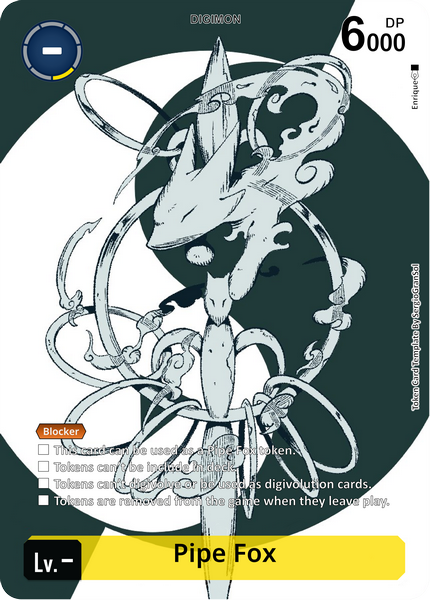 DIGIMON
-
DP
6000
Enrique
Token Card Template By SergioGranSol
Blocker
This card can be used as a Pipe Fox token.
Tokens can't be include in deck.
Tokens can't digivolve or be used as digivolution cards.
Tokens are removed from the game when they leave play.
Lv.-
Pipe Fox